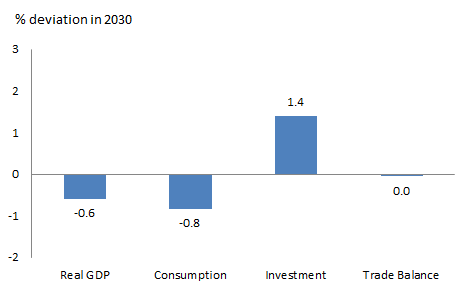 % deviation in 2030
3
2
1
0
-1
-2
-0.6
-0.8
1.4
0.0
Real GDP
Consumption
Investment
Trade Balance